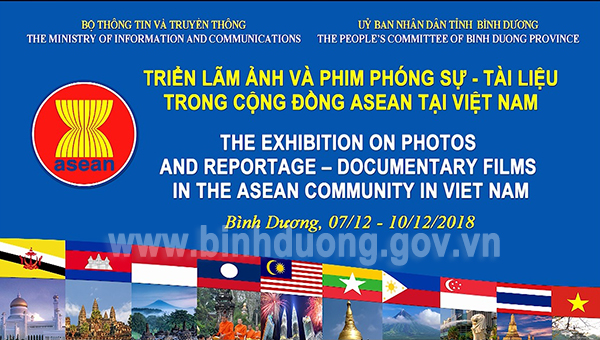 BỘ THÔNG TIN VÀ TRUYỀN THÔNG
THE MINISTRY OF INFORMATION AND COMMUNICATIONS
UỶ BAN NHÂN DÂN TỈNH BÌNH DƯƠNG
THE PEOPLE'S COMMITTEE OF BINH DUONG PROVINCE
TRIỂN LÃM ẢNH VÀ PHIM PHÓNG SỰ - TÀI LIỆU
TRONG CỘNG ĐỒNG ASEAN TẠI VIỆT NAM
asean
THE EXHIBITION ON PHOTOS
AND REPORTAGE – DOCUMENTARY FILMS
IN THE ASEAN COMMUNITY IN VIET NAM
Bình Dương, 07/12 - 10/12/2018
www.binhduong.gov.vn